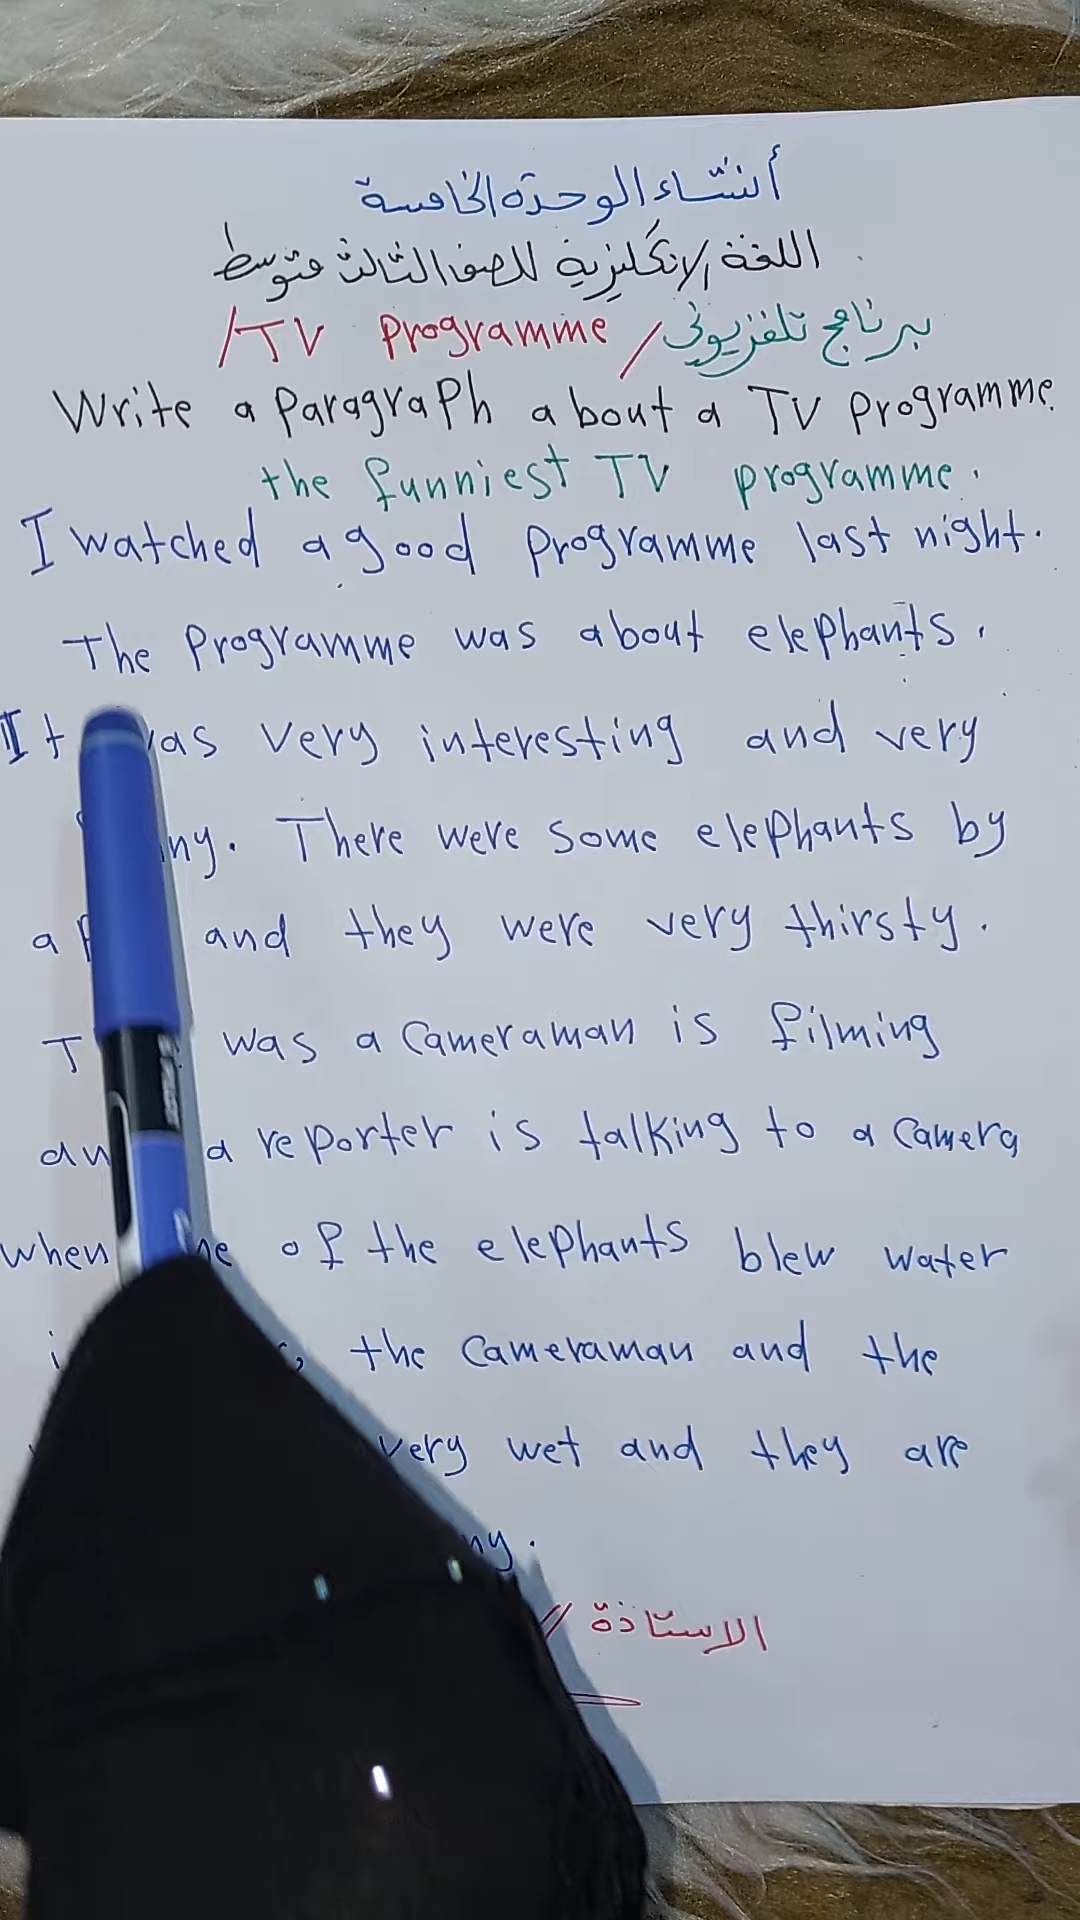 أنشاء الوحدة الخامسة
اللغة الإنكليزية للصف الثالث متوسط
/TV Programme / برنامج تلفزيوني
Write a Paragraph about a TV Programme.
the funniest TV programme.
I watched a good Programme last night.
The Programme was about elephants.
It was very interesting and very
There were some elephants by
a and they were very thirsty.
was a Cameraman is filming
a reporter is talking to a Camera
when of the elephants blew water
the Cameraman and the
very wet and they are
الاستاذة //